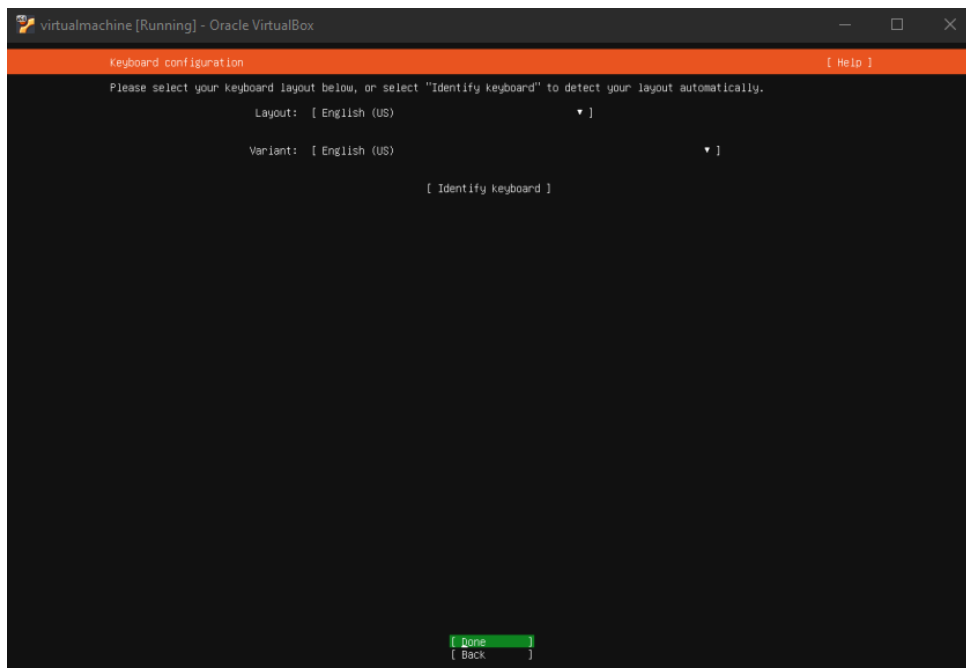 virtualmachine [Running] - Oracle VirtualBox
Keyboard configuration [ Help ]
Please select your keyboard layout below, or select "Identify keyboard" to detect your layout automatically.
Layout: [ English (US) ▾ ]
Variant: [ English (US) ▾ ]
[ Identify keyboard ]
[ Done ]
[ Back ]